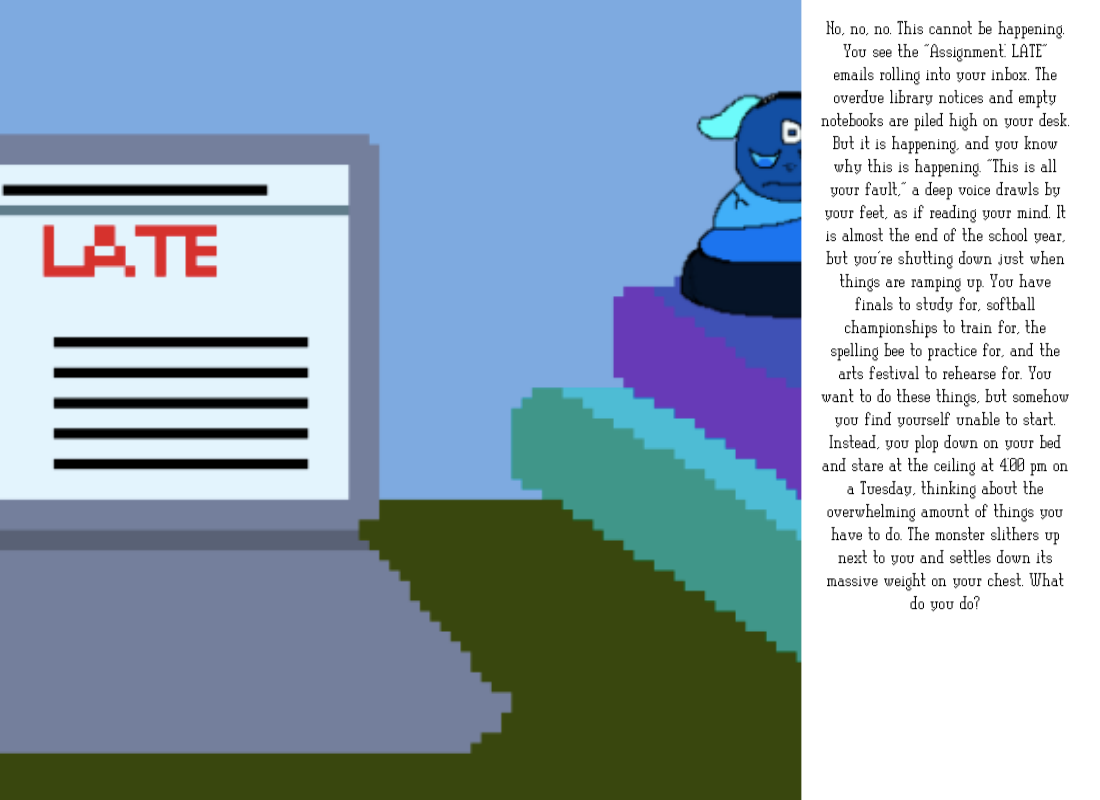 LATE
No, no, no. This cannot be happening.
You see the "Assignment: LATE"
emails rolling into your inbox. The
overdue library notices and empty
notebooks are piled high on your desk.
But it is happening, and you know
why this is happening. "This is all
your fault," a deep voice drawls by
your feet, as if reading your mind. It
is almost the end of the school year,
but you're shutting down just when
things are ramping up. You have
finals to study for, softball
championships to train for, the
spelling bee to practice for, and the
arts festival to rehearse for. You
want to do these things, but somehow
you find yourself unable to start.
Instead, you plop down on your bed
and stare at the ceiling at 4:00 pm on
a Tuesday, thinking about the
overwhelming amount of things you
have to do. The monster slithers up
next to you and settles down its
massive weight on your chest. What
do you do?